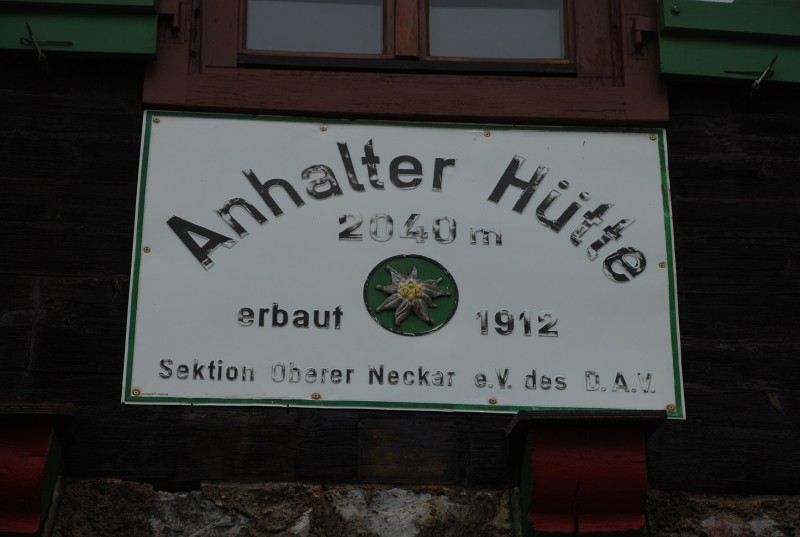 Anhalter Hütte
2040 m
erbaut 1912
Sektion Oberer Neckar e.V. des D.A.V.